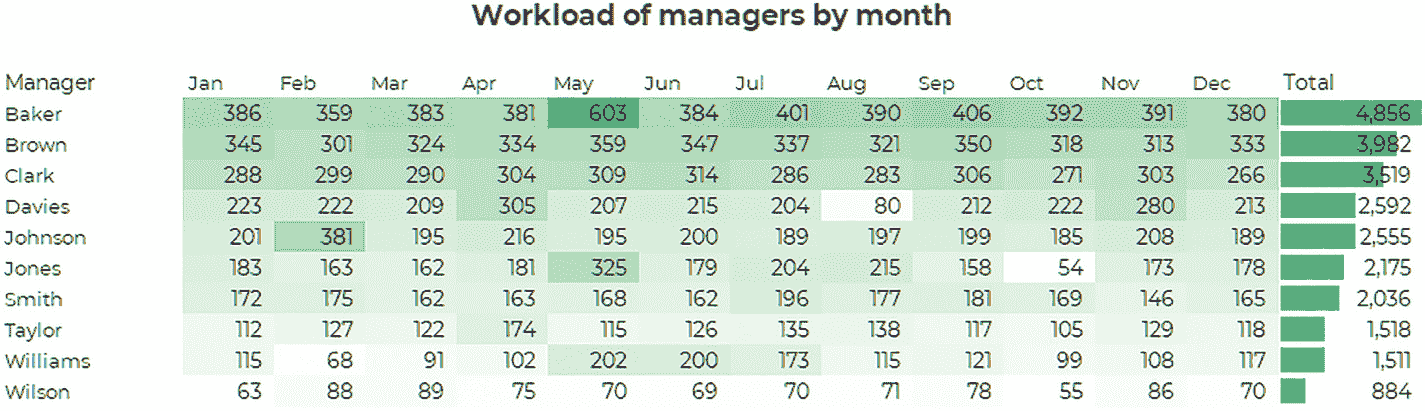 Workload of managers by month
Manager Jan Feb Mar Apr May Jun Jul Aug Sep Oct Nov Dec Total
Baker 386 359 383 381 603 384 401 390 406 392 391 380 4,856
Brown 345 301 324 334 359 347 337 321 350 318 313 333 3,982
Clark 288 299 290 304 309 314 286 283 306 271 303 266 3,519
Davies 223 222 209 305 207 215 204 80 212 222 280 213 2,592
Johnson 201 381 195 216 195 200 189 197 199 185 208 189 2,555
Jones 183 163 162 181 325 179 204 215 158 54 173 178 2,175
Smith 172 175 162 163 168 162 196 177 181 169 146 165 2,036
Taylor 112 127 122 174 115 126 135 138 117 105 129 118 1,518
Williams 115 68 91 102 202 200 173 115 121 99 108 117 1,511
Wilson 63 88 89 75 70 69 70 71 78 55 86 70 884